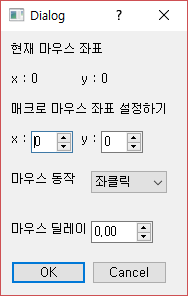 Dialog ?
현재 마우스 좌표
x : 0 y : 0
매크로 마우스 좌표 설정하기
x : 0 y : 0
마우스 동작 좌클릭
마우스 딜레이 0,00
OK Cancel